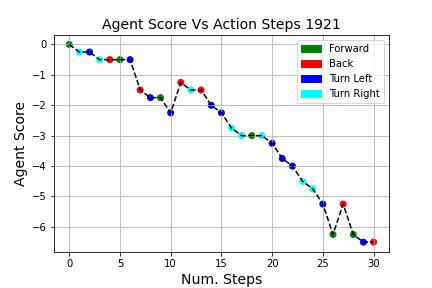 Agent Score Vs Action Steps 1921
Forward
Back
Turn Left
Turn Right
Agent Score
0
−1
−2
−3
−4
−5
−6
0 5 10 15 20 25 30
Num. Steps